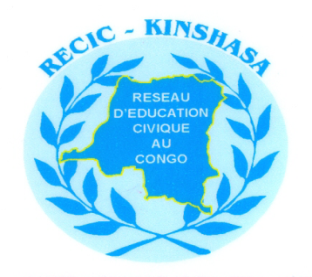 RECIC - KINSHASA
RESEAU
D'EDUCATION
CIVIQUE
AU
CONGO